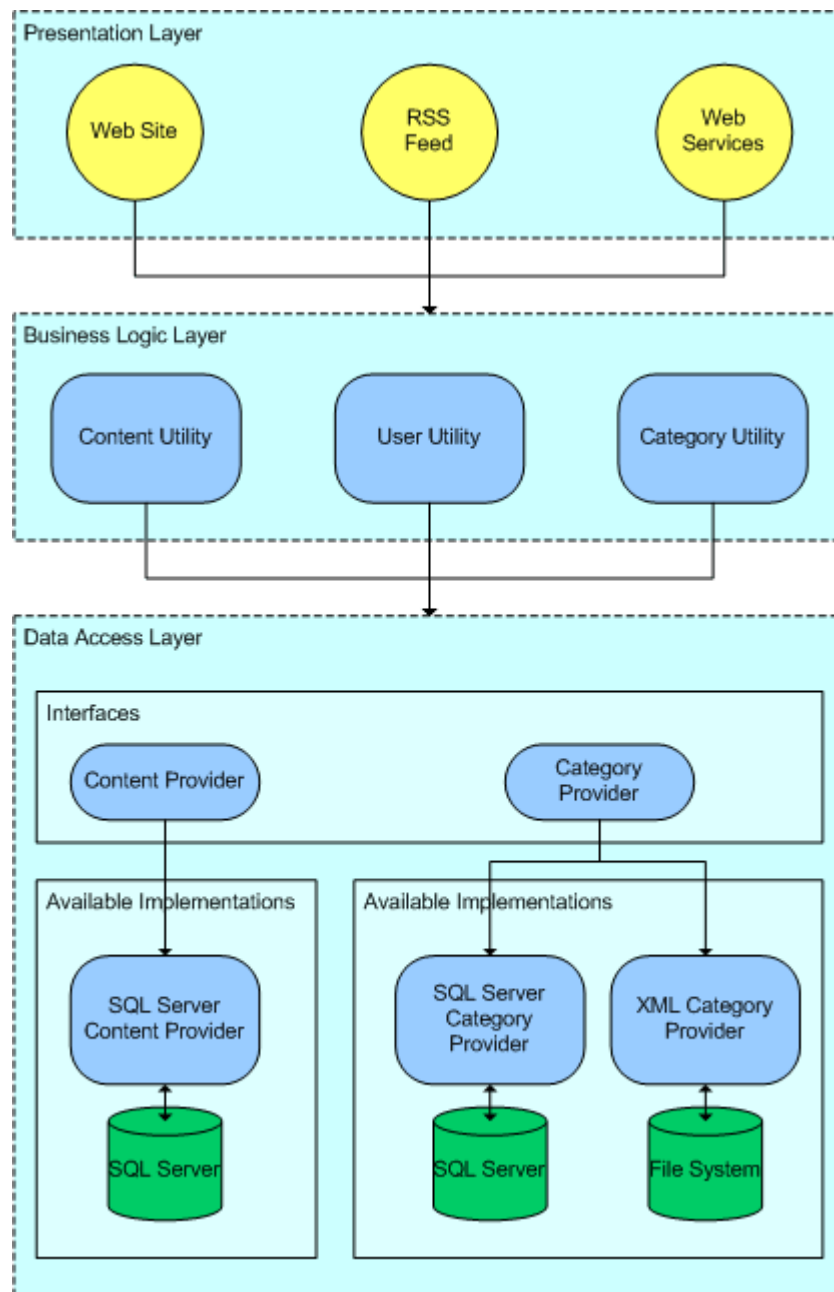 Presentation Layer
Web Site
RSS
Feed
Web
Services
Business Logic Layer
Content Utility
User Utility
Category Utility
Data Access Layer
Interfaces
Content Provider
Category
Provider
Available Implementations
Available Implementations
SQL Server
Content Provider
SQL Server
Category
Provider
XML Category
Provider
SQL Server
SQL Server
File System